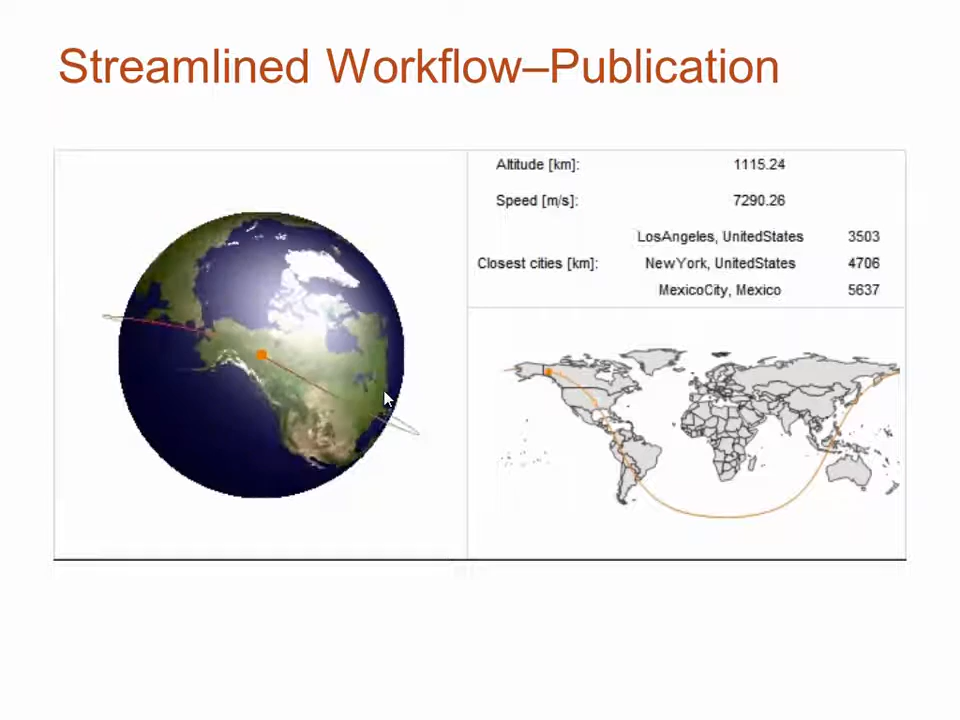 Streamlined Workflow–Publication
Altitude [km]: 1115.24
Speed [m/s]: 7290.26
LosAngeles, UnitedStates 3503
Closest cities [km]: NewYork, UnitedStates 4706
MexicoCity, Mexico 5637